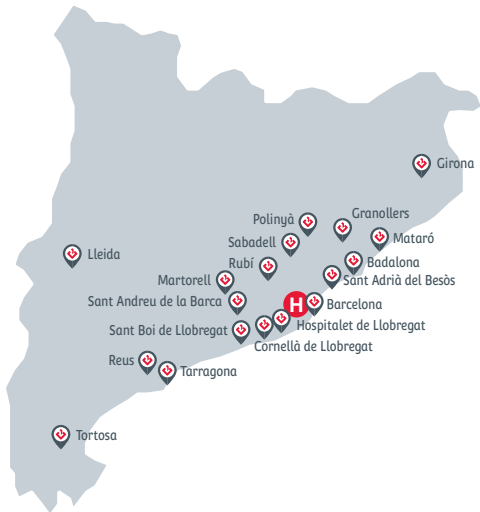 Girona
Granollers
Polinyà
Mataró
Sabadell
Lleida
Rubí
Badalona
Martorell
Sant Adrià del Besòs
Sant Andreu de la Barca
H
Barcelona
Hospitalet de Llobregat
Sant Boi de Llobregat
Cornellà de Llobregat
Reus
Tarragona
Tortosa